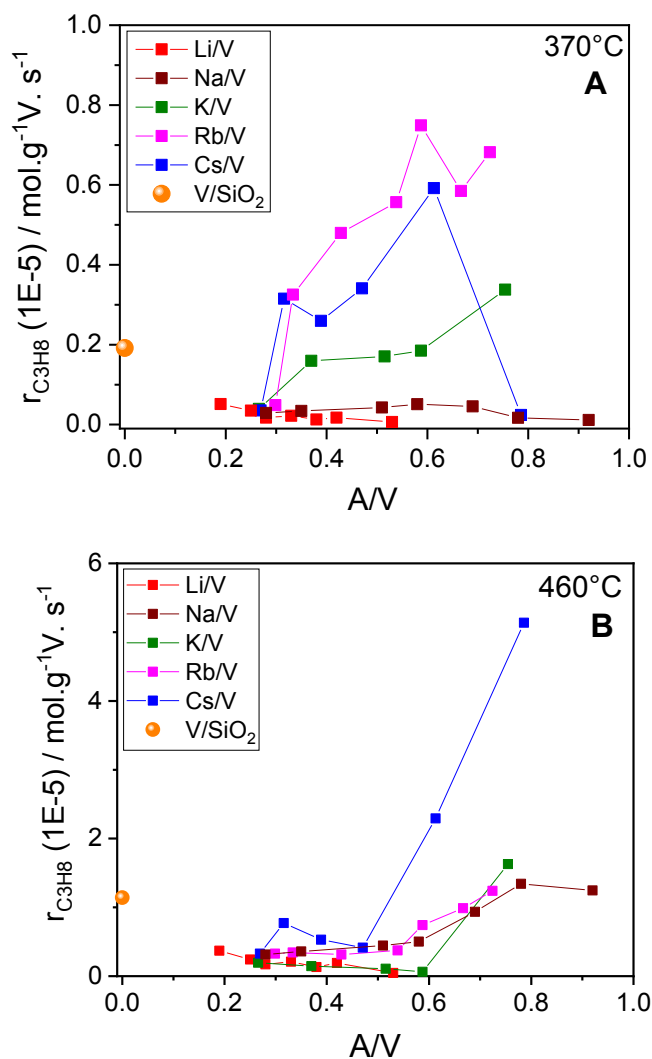 370°C
A
Li/V
Na/V
K/V
Rb/V
Cs/V
V/SiO2
1.0
0.8
0.6
0.4
0.2
0.0
rC3H8 (1E-5) / mol.g-1V. s-1
0.0 0.2 0.4 0.6 0.8 1.0
A/V
460°C
B
Li/V
Na/V
K/V
Rb/V
Cs/V
V/SiO2
6
4
2
0
rC3H8 (1E-5) / mol.g-1V. s-1
0.0 0.2 0.4 0.6 0.8 1.0
A/V